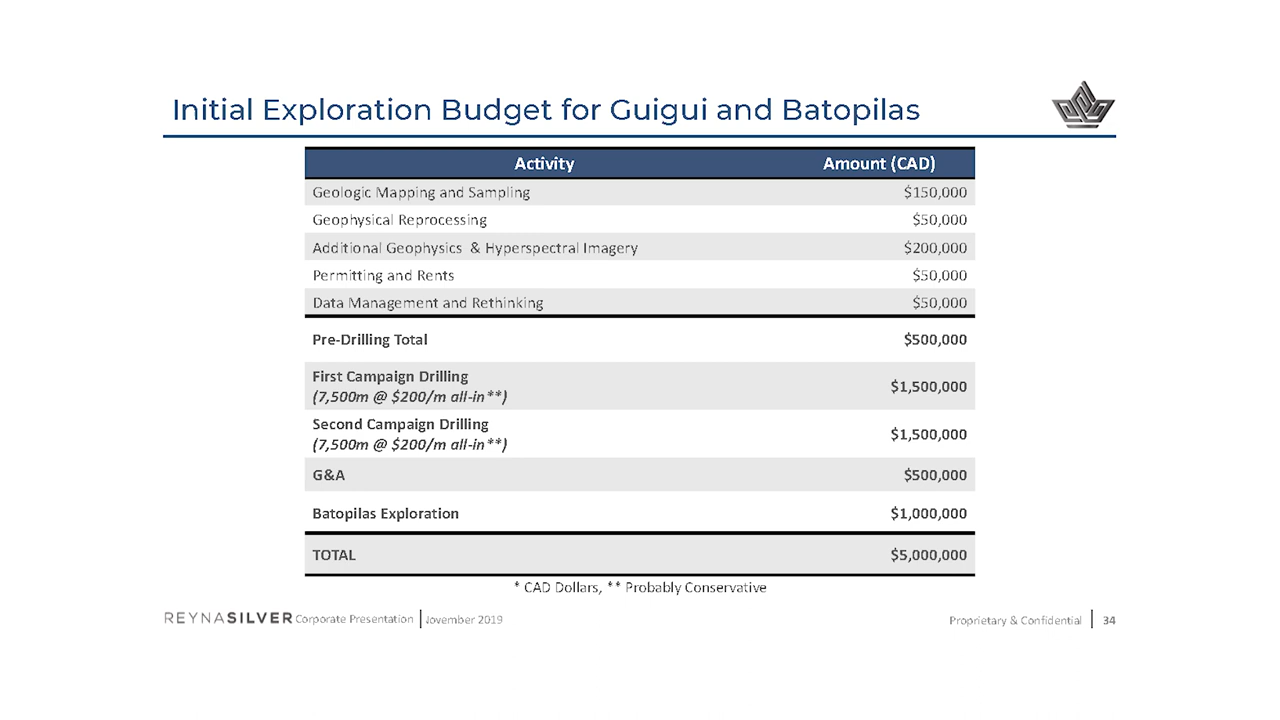 Initial Exploration Budget for Guigui and Batopilas
Activity Amount (CAD)
Geologic Mapping and Sampling $150,000
Geophysical Reprocessing $50,000
Additional Geophysics & Hyperspectral Imagery $200,000
Permitting and Rents $50,000
Data Management and Rethinking $50,000
Pre-Drilling Total $500,000
First Campaign Drilling
(7,500m @ $200/m all-in**) $1,500,000
Second Campaign Drilling
(7,500m @ $200/m all-in**) $1,500,000
G&A $500,000
Batopilas Exploration $1,000,000
TOTAL $5,000,000
* CAD Dollars, ** Probably Conservative
REYNASILVER Corporate Presentation | ovember 2019 Proprietary & Confidential | 34